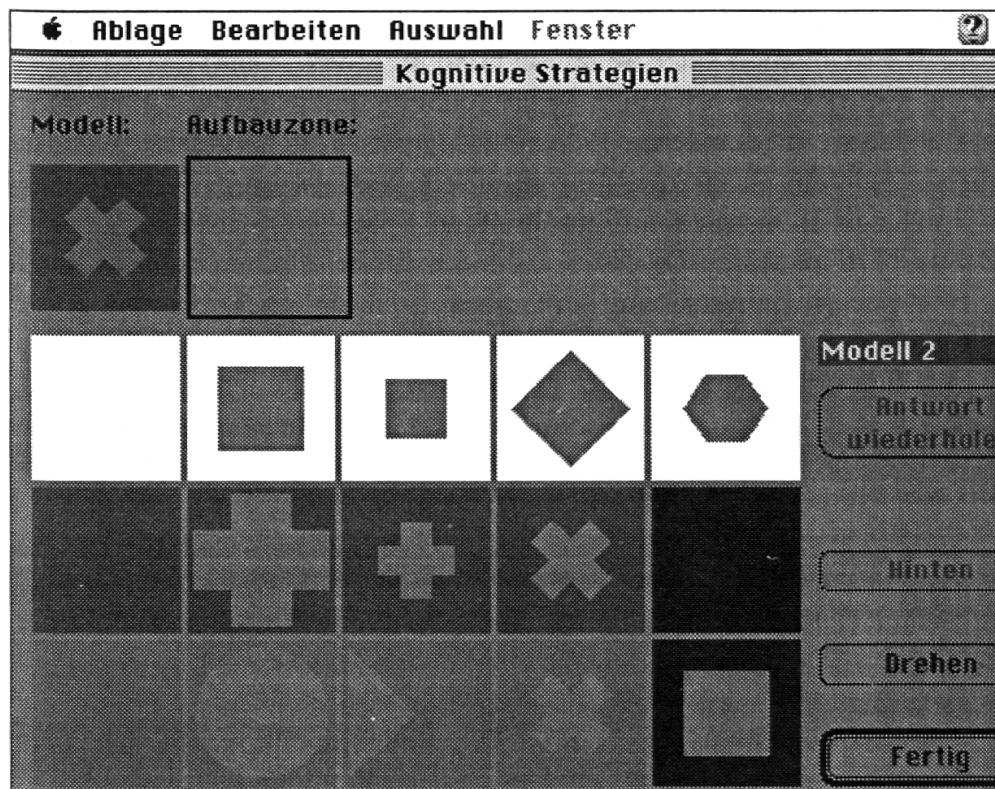 Ablage Bearbeiten Auswahl Fenster
Kognitive Strategien
Modell: Aufbauzone:
Modell 2
Antwort
wiederhole
Hinten
Drehen
Fertig